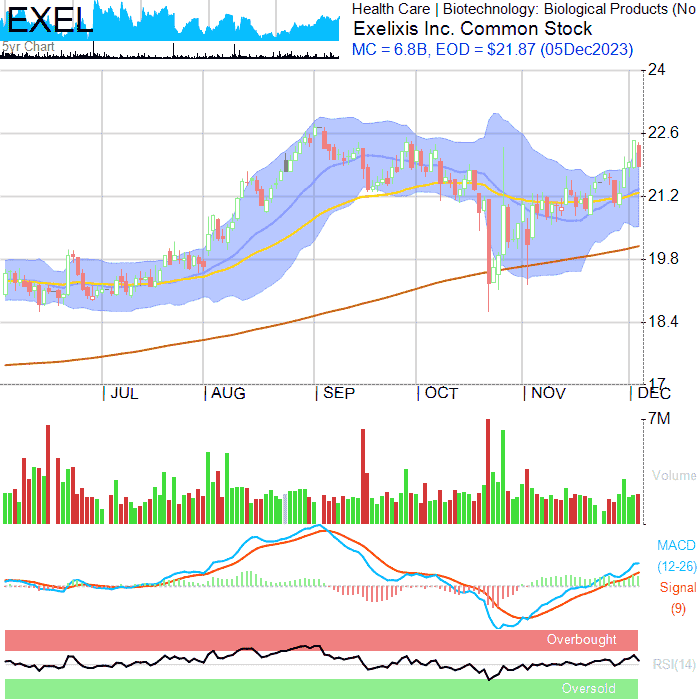 EXEL
Health Care | Biotechnology: Biological Products (No
Exelixis Inc. Common Stock
5yr Chart
MC = 6.8B, EOD = $21.87 (05Dec2023)
24
22.6
21.2
19.8
18.4
17
JUL AUG SEP OCT NOV DEC
7M
Volume
MACD
(12-26)
Signal
(9)
Overbought
RSI(14)
Oversold